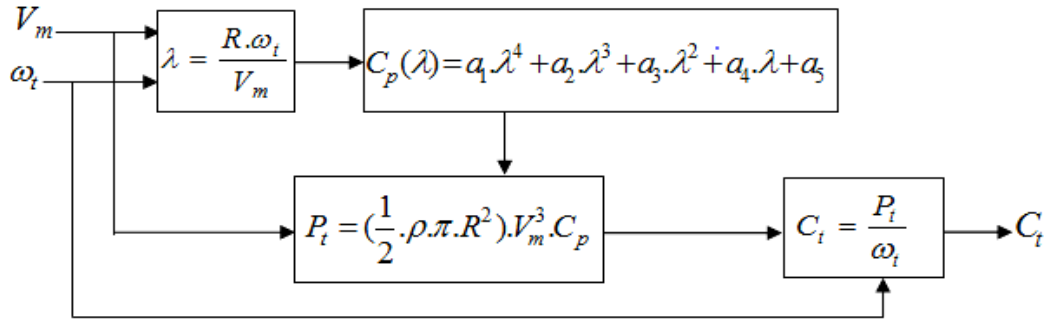 V_m
ω_t
λ = R.ω_t / V_m
C_p(λ)=a_1.λ^4+a_2.λ^3+a_3.λ^2+a_4.λ+a_5
P_t = (1/2.ρ.π.R^2).V_m^3.C_p
C_t = P_t / ω_t
C_t